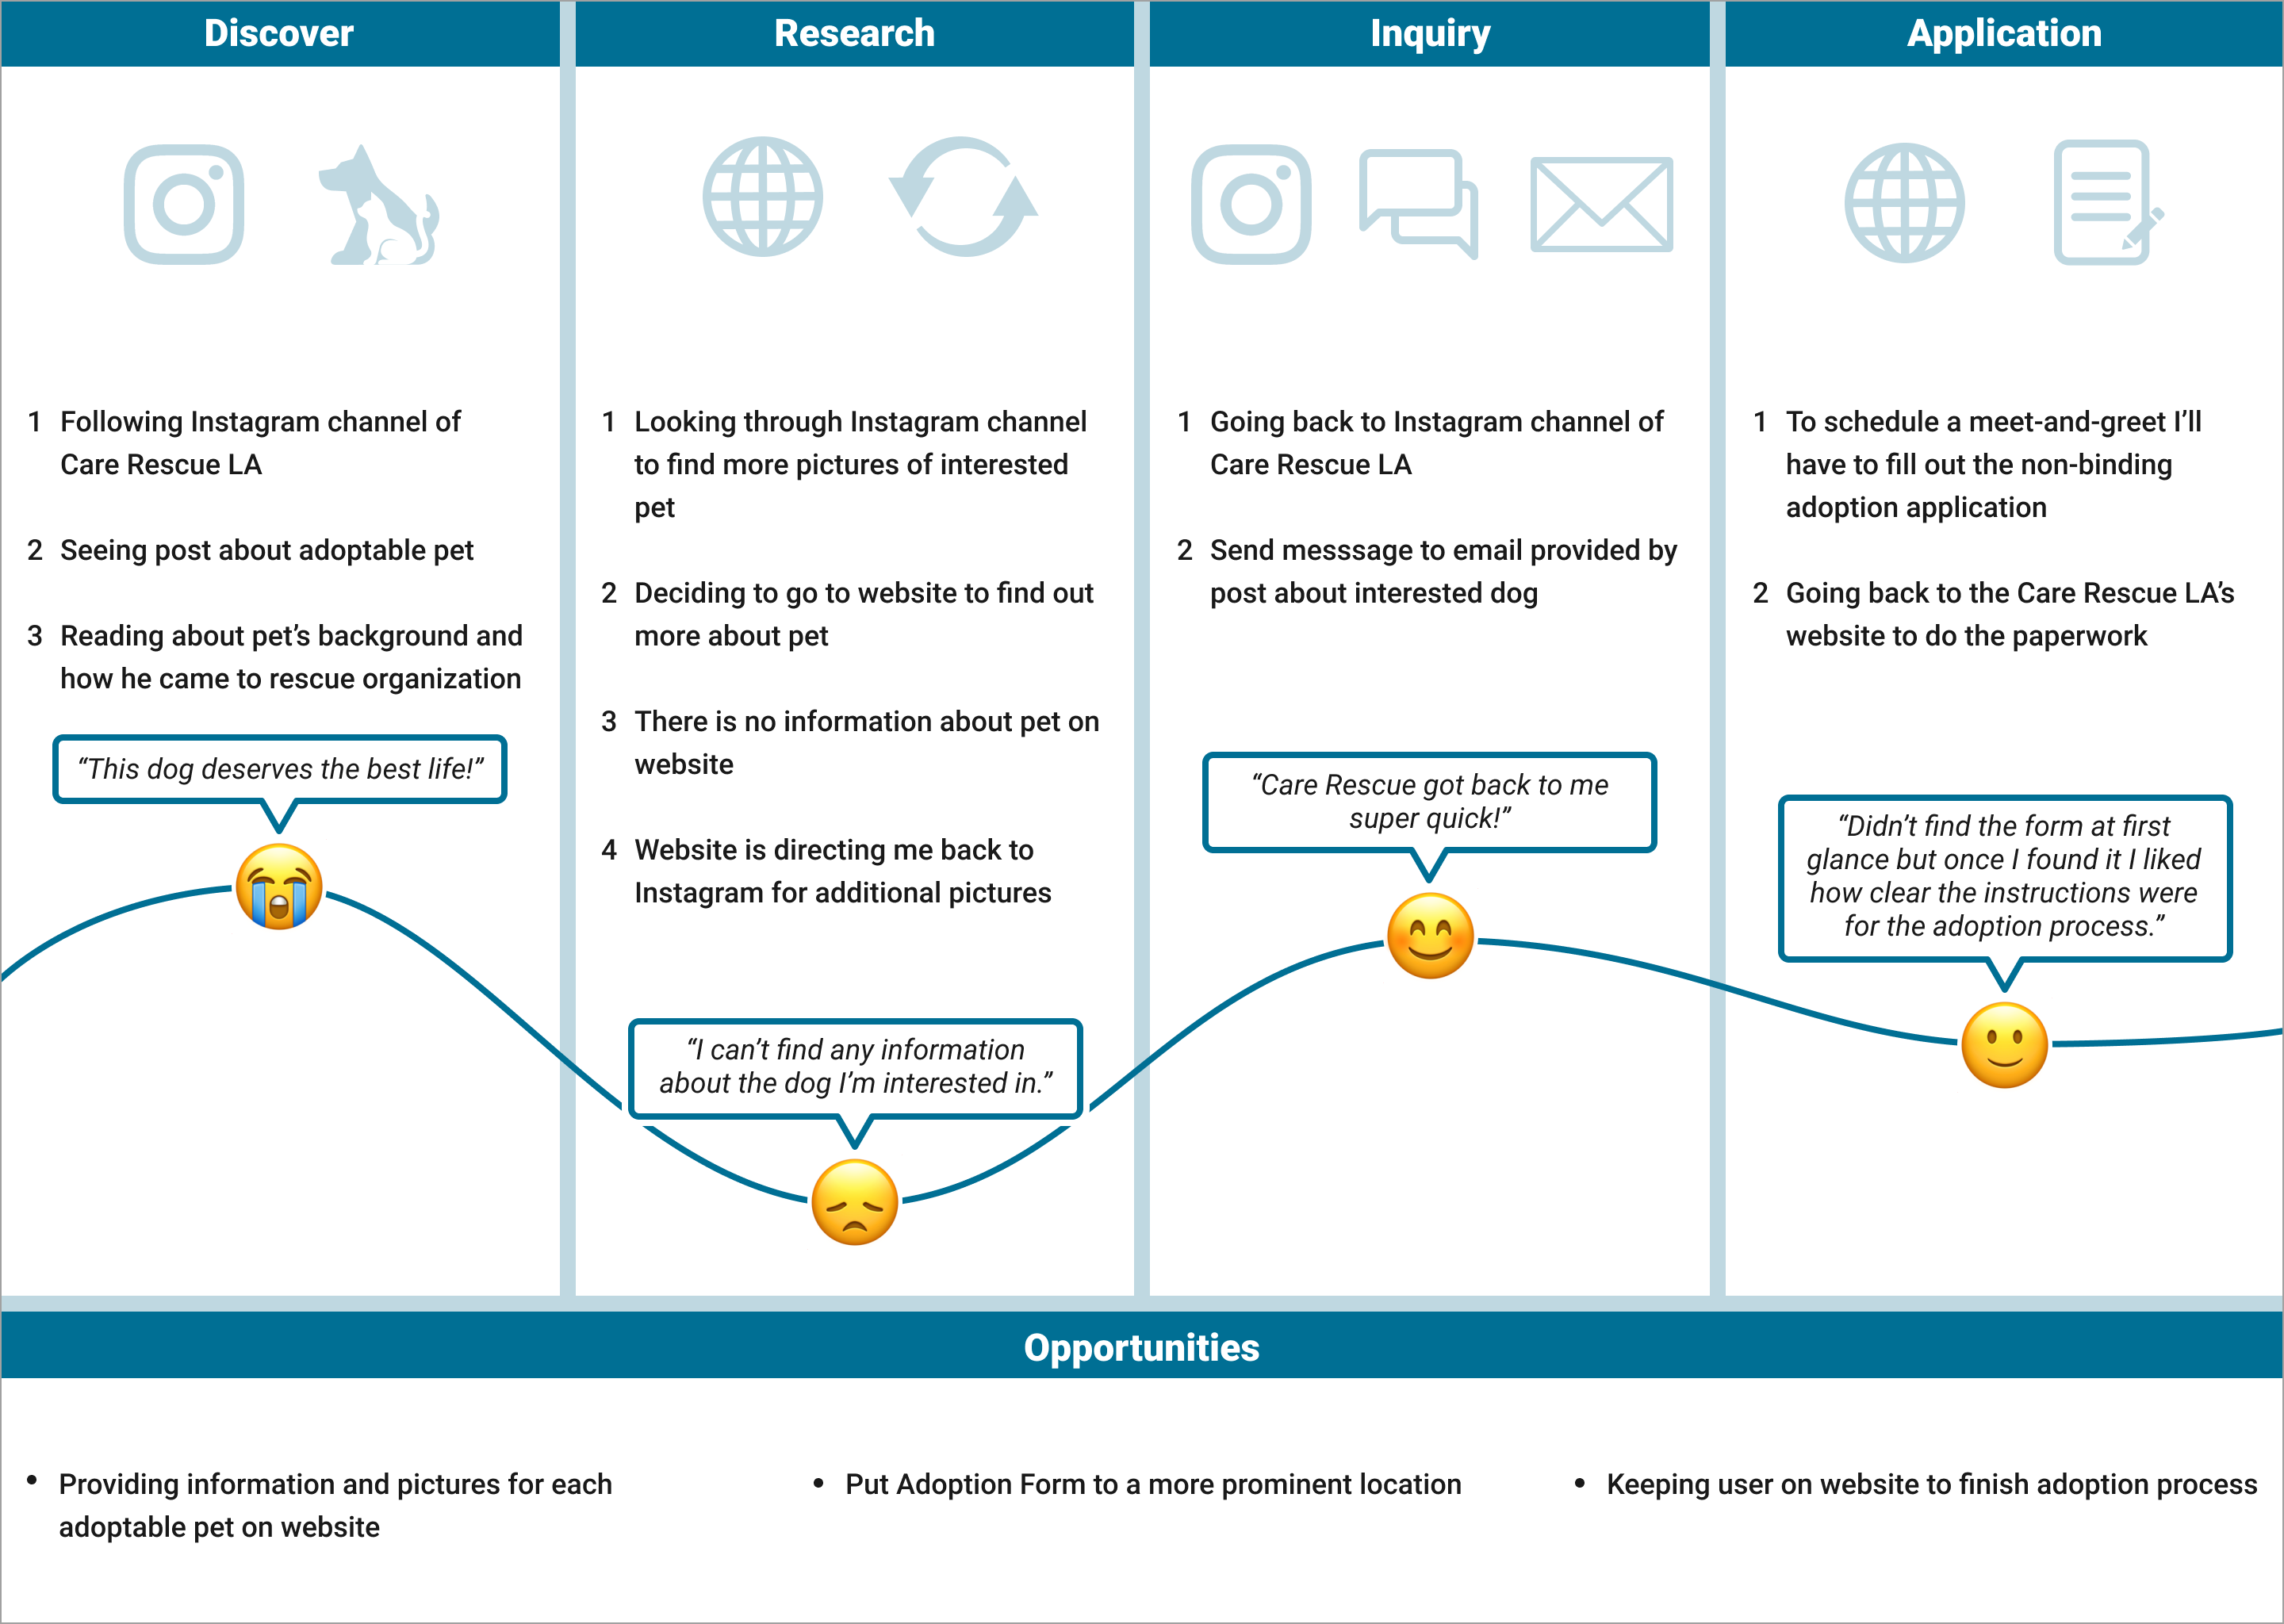 Discover
1 Following Instagram channel of
Care Rescue LA
2 Seeing post about adoptable pet
3 Reading about pet’s background and
how he came to rescue organization
“This dog deserves the best life!”
Research
1 Looking through Instagram channel
to find more pictures of interested
pet
2 Deciding to go to website to find out
more about pet
3 There is no information about pet on
website
4 Website is directing me back to
Instagram for additional pictures
“I can’t find any information
about the dog I’m interested in.”
Inquiry
1 Going back to Instagram channel of
Care Rescue LA
2 Send messsage to email provided by
post about interested dog
“Care Rescue got back to me
super quick!”
Application
1 To schedule a meet-and-greet I’ll
have to fill out the non-binding
adoption application
2 Going back to the Care Rescue LA’s
website to do the paperwork
“Didn’t find the form at first
glance but once I found it I liked
how clear the instructions were
for the adoption process.”
Opportunities
• Providing information and pictures for each
adoptable pet on website
• Put Adoption Form to a more prominent location
• Keeping user on website to finish adoption process